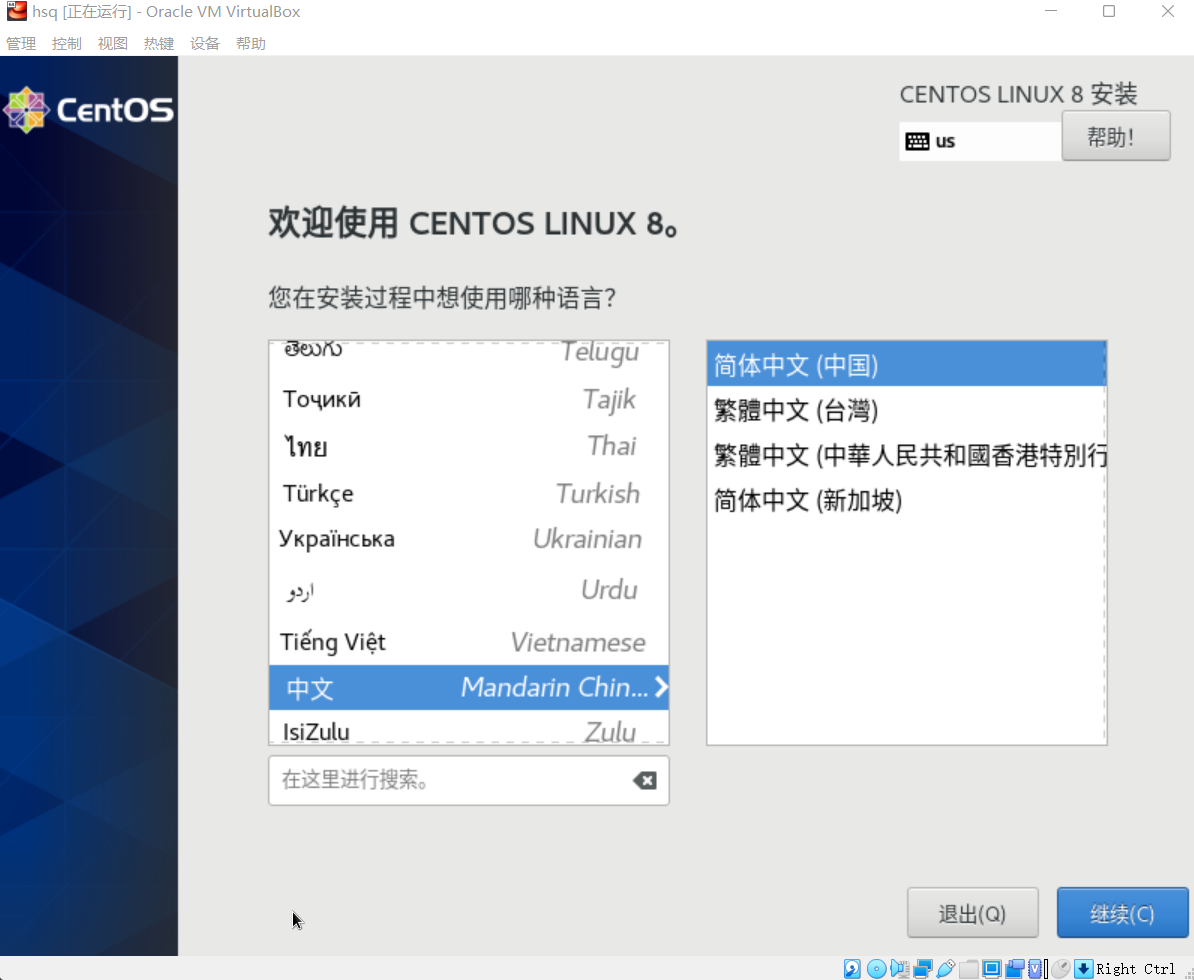 hsq [正在运行] - Oracle VM VirtualBox
管理 控制 视图 热键 设备 帮助
CentOS
CENTOS LINUX 8 安装
us
帮助!
欢迎使用 CENTOS LINUX 8。
您在安装过程中想使用哪种语言?
తెలుగు Telugu
Тоҷикӣ Tajik
ไทย Thai
Türkçe Turkish
Українська Ukrainian
اردو Urdu
Tiếng Việt Vietnamese
中文 Mandarin Chin...
IsiZulu Zulu
简体中文 (中国)
繁體中文 (台灣)
繁體中文 (中華人民共和國香港特別行
简体中文 (新加坡)
在这里进行搜索。
退出(Q)
继续(C)
Right Ctrl